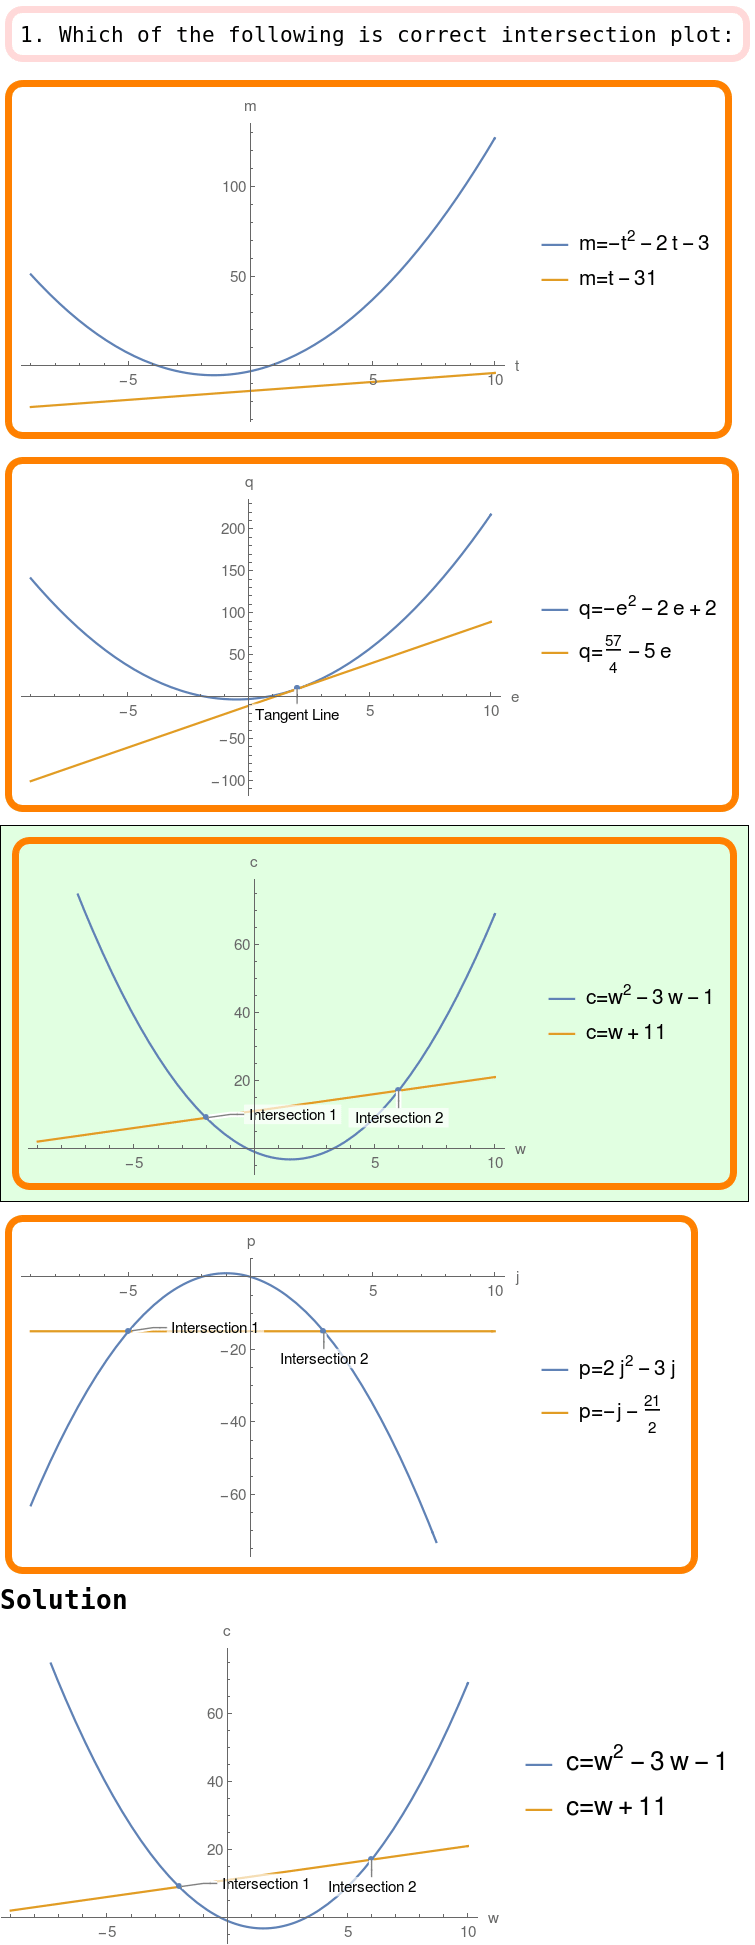 1. Which of the following is correct intersection plot:
m
100
50
−5
5
10
t
m=−t² − 2 t − 3
m=t − 31
q
200
150
100
50
−5
5
10
e
Tangent Line
−50
−100
q=−e² − 2 e + 2
q=57/4 − 5 e
c
60
40
20
Intersection 1
Intersection 2
−5
5
10
w
c=w² − 3 w − 1
c=w + 11
p
−5
5
10
j
Intersection 1
−20
Intersection 2
−40
−60
p=2 j² − 3 j
p=−j − 21/2
Solution
c
60
40
20
Intersection 1
Intersection 2
−5
5
10
w
c=w² − 3 w − 1
c=w + 11